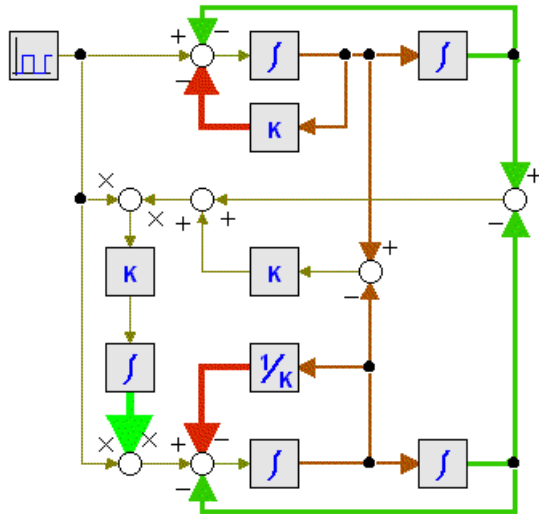 + −
∫ ∫
−
K
× +
× + + −
+
K K
−
∫ 1/K
× × + −
∫ ∫
−